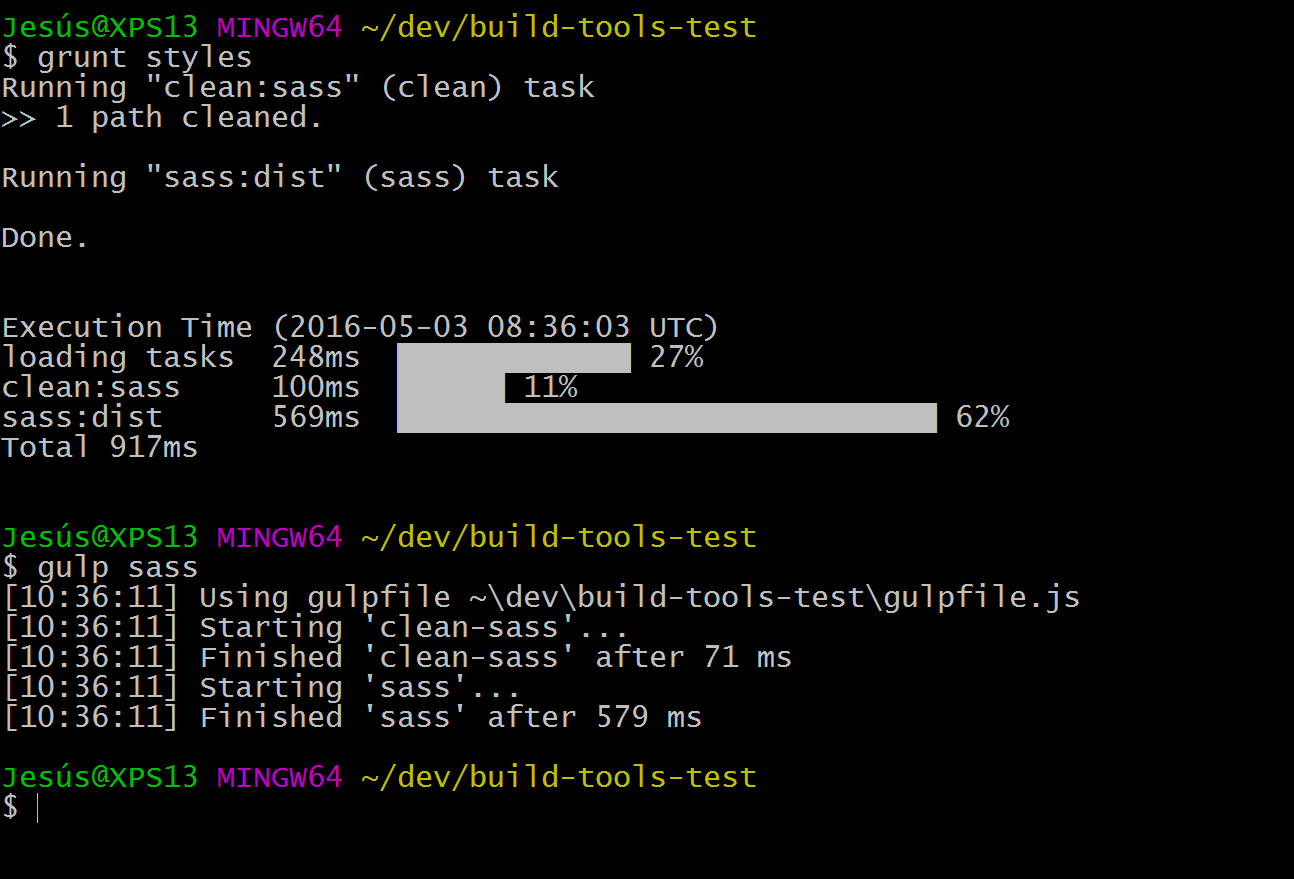 Jesús@XPS13 MINGW64 ~/dev/build-tools-test
$ grunt styles
Running "clean:sass" (clean) task
>> 1 path cleaned.
Running "sass:dist" (sass) task
Done.
Execution Time (2016-05-03 08:36:03 UTC)
loading tasks  248ms  27%
clean:sass     100ms  11%
sass:dist      569ms  62%
Total 917ms
Jesús@XPS13 MINGW64 ~/dev/build-tools-test
$ gulp sass
[10:36:11] Using gulpfile ~\dev\build-tools-test\gulpfile.js
[10:36:11] Starting 'clean-sass'...
[10:36:11] Finished 'clean-sass' after 71 ms
[10:36:11] Starting 'sass'...
[10:36:11] Finished 'sass' after 579 ms
Jesús@XPS13 MINGW64 ~/dev/build-tools-test
$